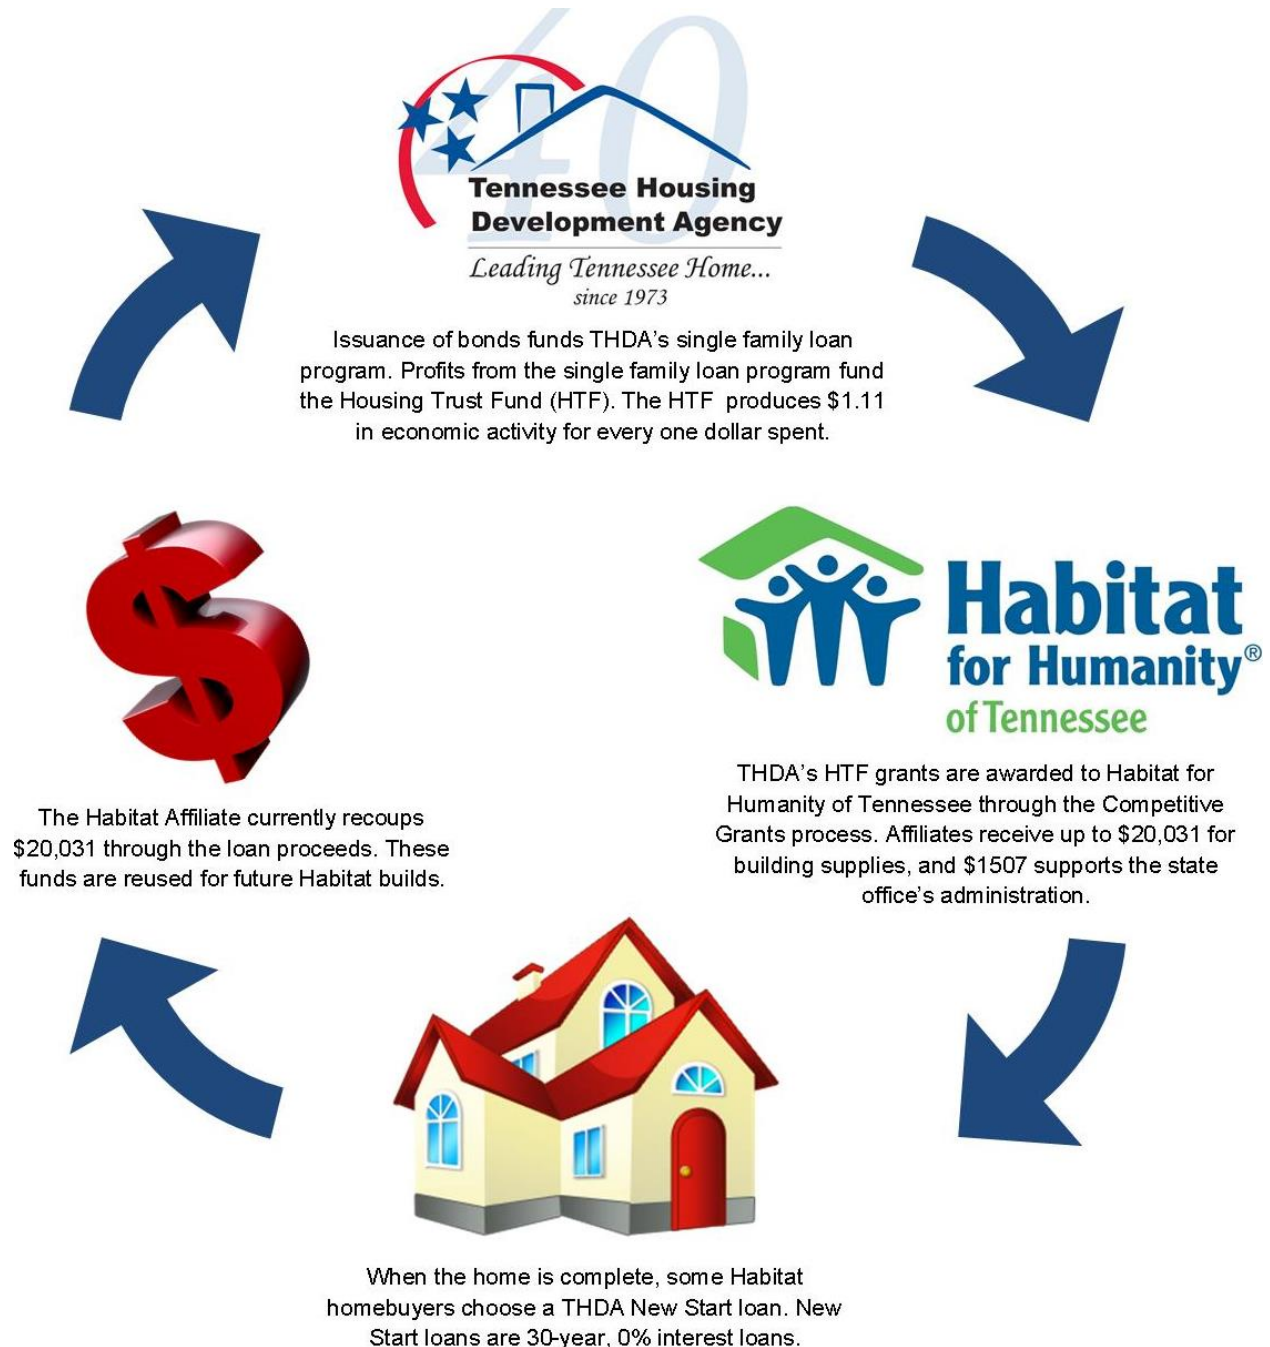 40
Tennessee Housing
Development Agency
Leading Tennessee Home...
since 1973
Issuance of bonds funds THDA's single family loan
program. Profits from the single family loan program fund
the Housing Trust Fund (HTF). The HTF produces $1.11
in economic activity for every one dollar spent.
Habitat
for Humanity®
of Tennessee
THDA's HTF grants are awarded to Habitat for
Humanity of Tennessee through the Competitive
Grants process. Affiliates receive up to $20,031 for
building supplies, and $1507 supports the state
office's administration.
When the home is complete, some Habitat
homebuyers choose a THDA New Start loan. New
Start loans are 30-year, 0% interest loans.
$
The Habitat Affiliate currently recoups
$20,031 through the loan proceeds. These
funds are reused for future Habitat builds.